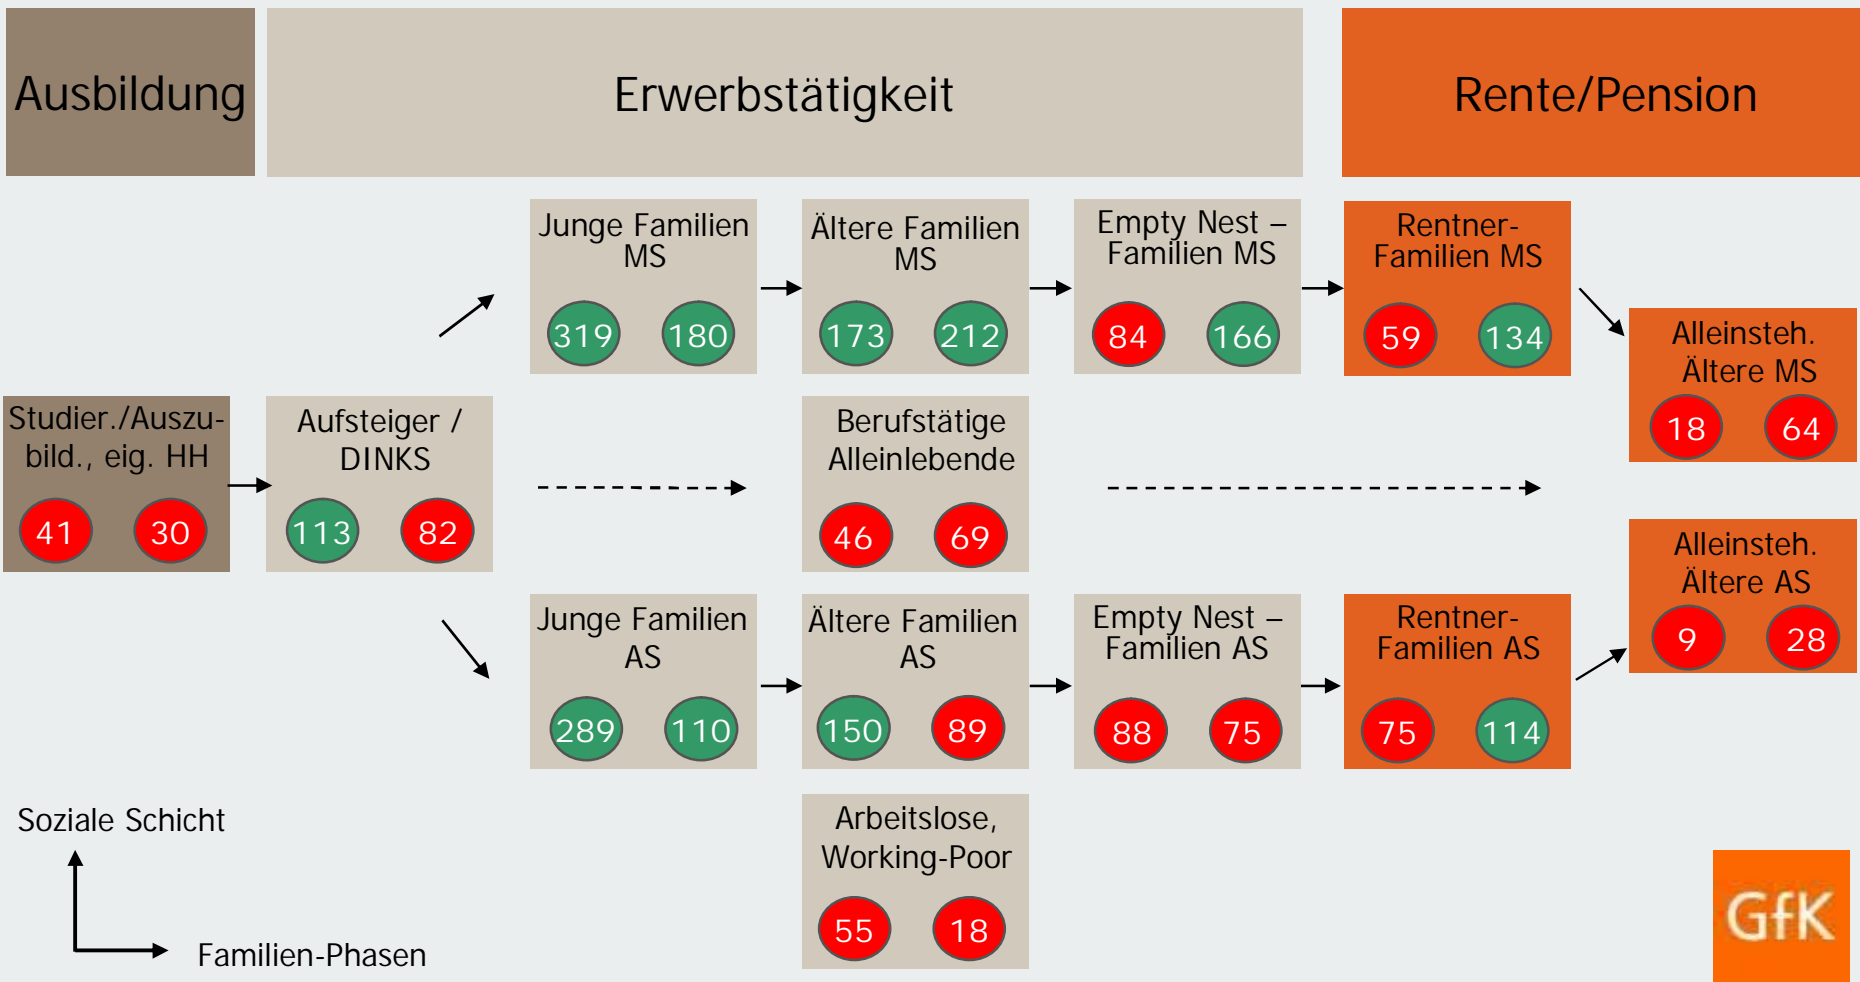 Ausbildung
Erwerbstätigkeit
Rente/Pension
Junge Familien
MS
319 180
Ältere Familien
MS
173 212
Empty Nest –
Familien MS
84 166
Rentner-
Familien MS
59 134
Alleinsteh.
Ältere MS
18 64
Studier./Auszu-
bild., eig. HH
41 30
Aufsteiger /
DINKS
113 82
Berufstätige
Alleinlebende
46 69
Alleinsteh.
Ältere AS
9 28
Junge Familien
AS
289 110
Ältere Familien
AS
150 89
Empty Nest –
Familien AS
88 75
Rentner-
Familien AS
75 114
Arbeitslose,
Working-Poor
55 18
Soziale Schicht
Familien-Phasen
GfK